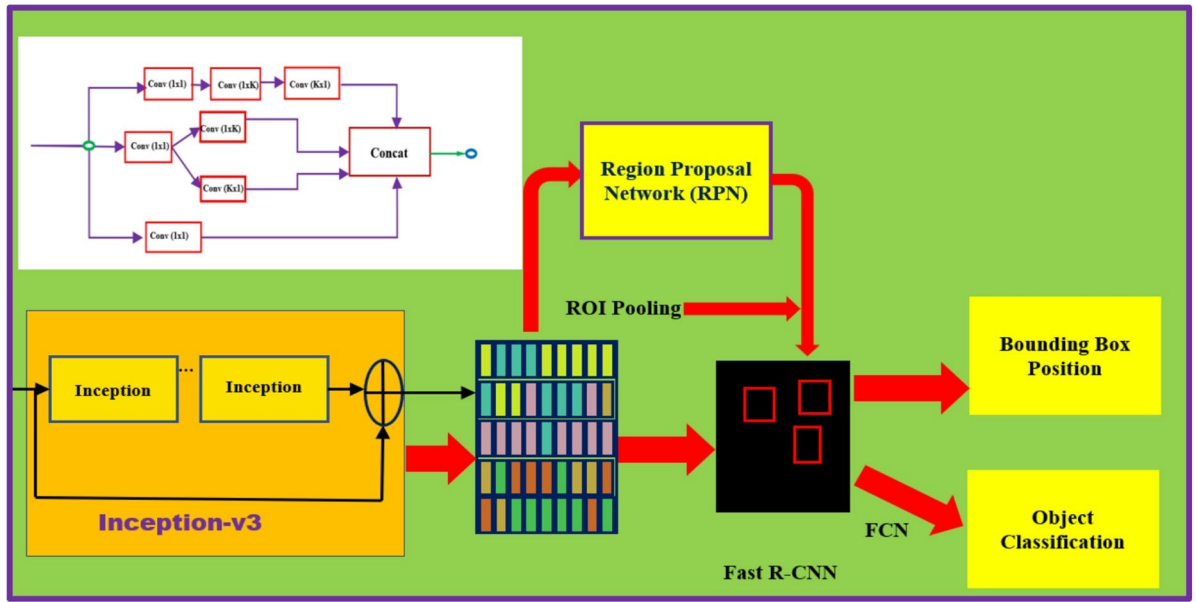 Conv (1x1)
Conv (1xK)
Conv (Kx1)
Conv (1x1)
Conv (1xK)
Conv (Kx1)
Concat
Conv (1x1)
Region Proposal
Network (RPN)
ROI Pooling
Inception
...
Inception
Inception-v3
Bounding Box
Position
FCN
Object
Classification
Fast R-CNN